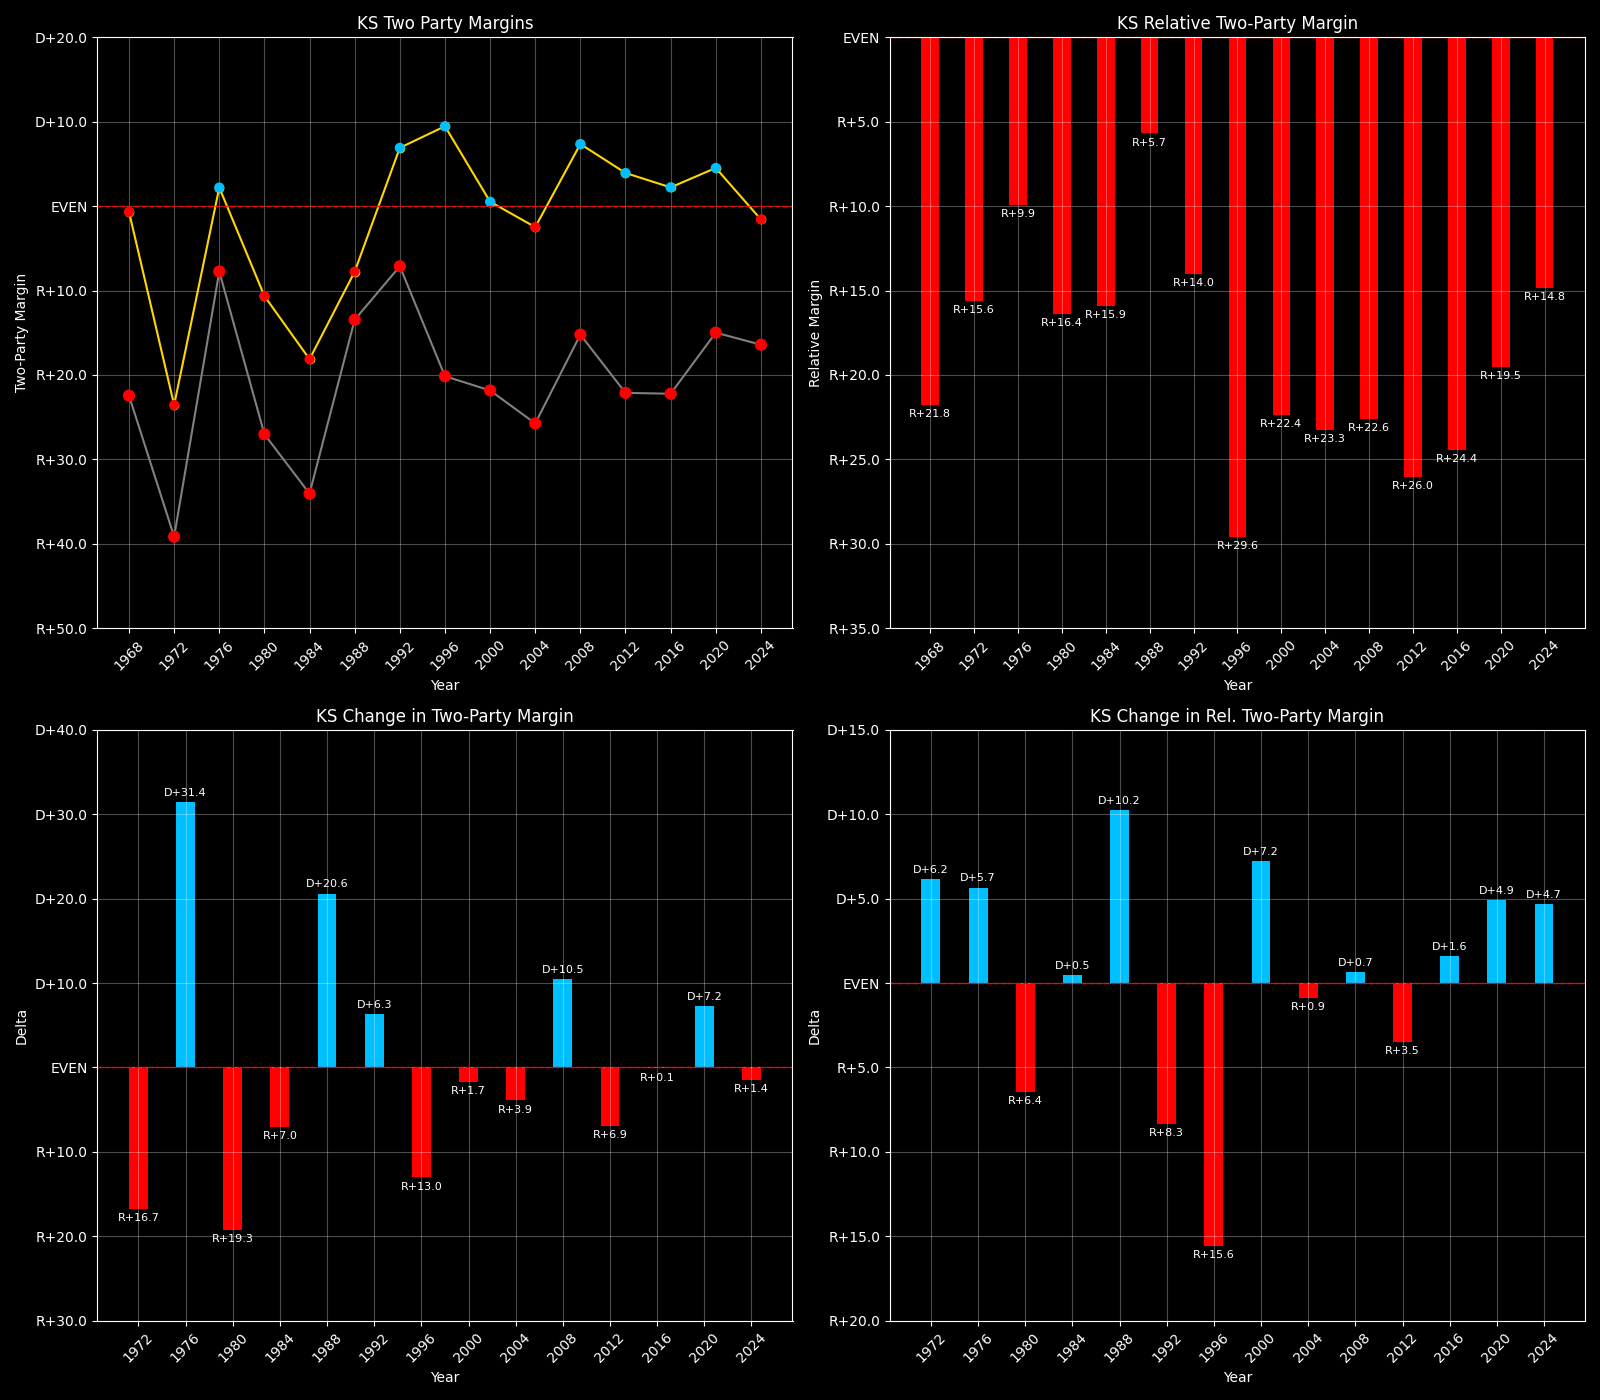 KS Two Party Margins
D+20.0
D+10.0
EVEN
R+10.0
R+20.0
R+30.0
R+40.0
R+50.0
Two-Party Margin
1968 1972 1976 1980 1984 1988 1992 1996 2000 2004 2008 2012 2016 2020 2024
Year
KS Relative Two-Party Margin
EVEN
R+5.0
R+10.0
R+15.0
R+20.0
R+25.0
R+30.0
R+35.0
Relative Margin
R+21.8
R+15.6
R+9.9
R+16.4
R+15.9
R+5.7
R+14.0
R+29.6
R+22.4
R+23.3
R+22.6
R+26.0
R+24.4
R+19.5
R+14.8
1968 1972 1976 1980 1984 1988 1992 1996 2000 2004 2008 2012 2016 2020 2024
Year
KS Change in Two-Party Margin
D+40.0
D+30.0
D+20.0
D+10.0
EVEN
R+10.0
R+20.0
R+30.0
Delta
R+16.7
D+31.4
R+19.3
R+7.0
D+20.6
D+6.3
R+13.0
R+1.7
R+3.9
D+10.5
R+6.9
R+0.1
D+7.2
R+1.4
1972 1976 1980 1984 1988 1992 1996 2000 2004 2008 2012 2016 2020 2024
Year
KS Change in Rel. Two-Party Margin
D+15.0
D+10.0
D+5.0
EVEN
R+5.0
R+10.0
R+15.0
R+20.0
Delta
D+6.2
D+5.7
R+6.4
D+0.5
D+10.2
R+8.3
R+15.6
D+7.2
R+0.9
D+0.7
R+3.5
D+1.6
D+4.9
D+4.7
1972 1976 1980 1984 1988 1992 1996 2000 2004 2008 2012 2016 2020 2024
Year